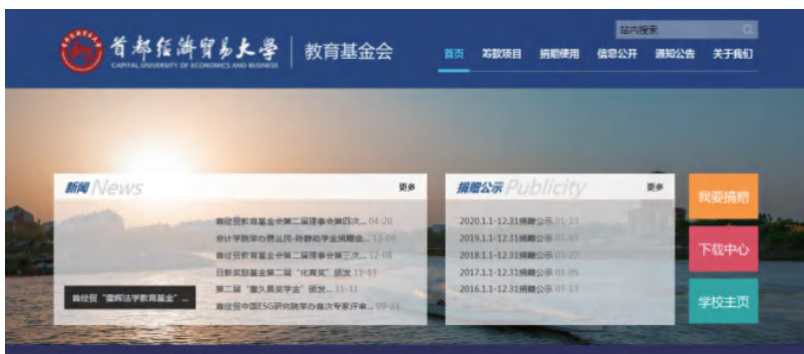 站内搜索
首都经济贸易大学 教育基金会
CAPITAL UNIVERSITY OF ECONOMICS AND BUSINESS
首页 筹款项目 捐赠使用 信息公开 通知公告 关于我们
新闻 News 更多
首经贸教育基金会第二届理事会第四次... 04-20
会计学院举办贾丛民·陈静助学金捐赠仪... 12-09
首经贸教育基金会第二届理事会第三次... 12-08
日新奖励基金第二届“化育奖”颁发 11-13
第二届“重久员奖学金”颁发 11-11
首经贸中国ESG研究院举办首次专家评审... 09-21
首经贸“雷辉法学教育基金”...
捐赠公示 Publicity 更多
2020.1.1-12.31捐赠公示 01-13
2019.1.1-12.31捐赠公示
2018.1.1-12.31捐赠公示
2017.1.1-12.31捐赠公示 01-05
2016.1.1-12.31捐赠公示 07-13
我要捐赠
下载中心
学校主页